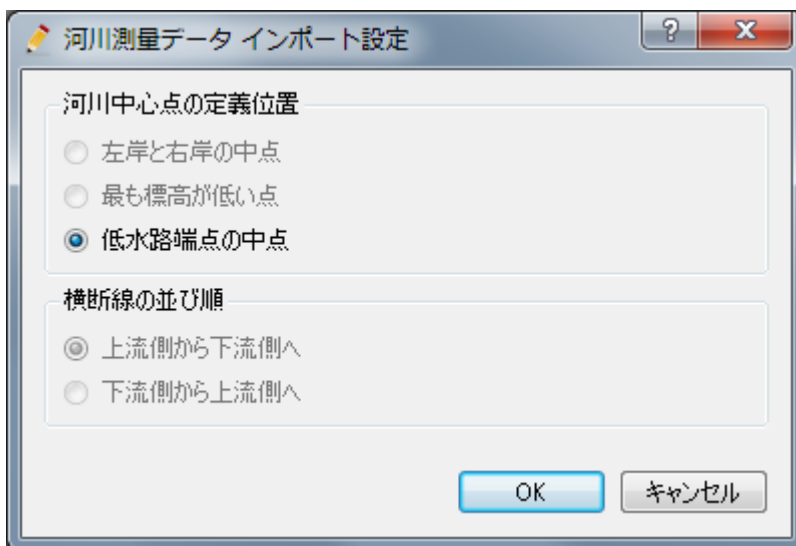 河川測量データ インポート設定
?
河川中心点の定義位置
左岸と右岸の中点
最も標高が低い点
低水路端点の中点
横断線の並び順
上流側から下流側へ
下流側から上流側へ
OK
キャンセル